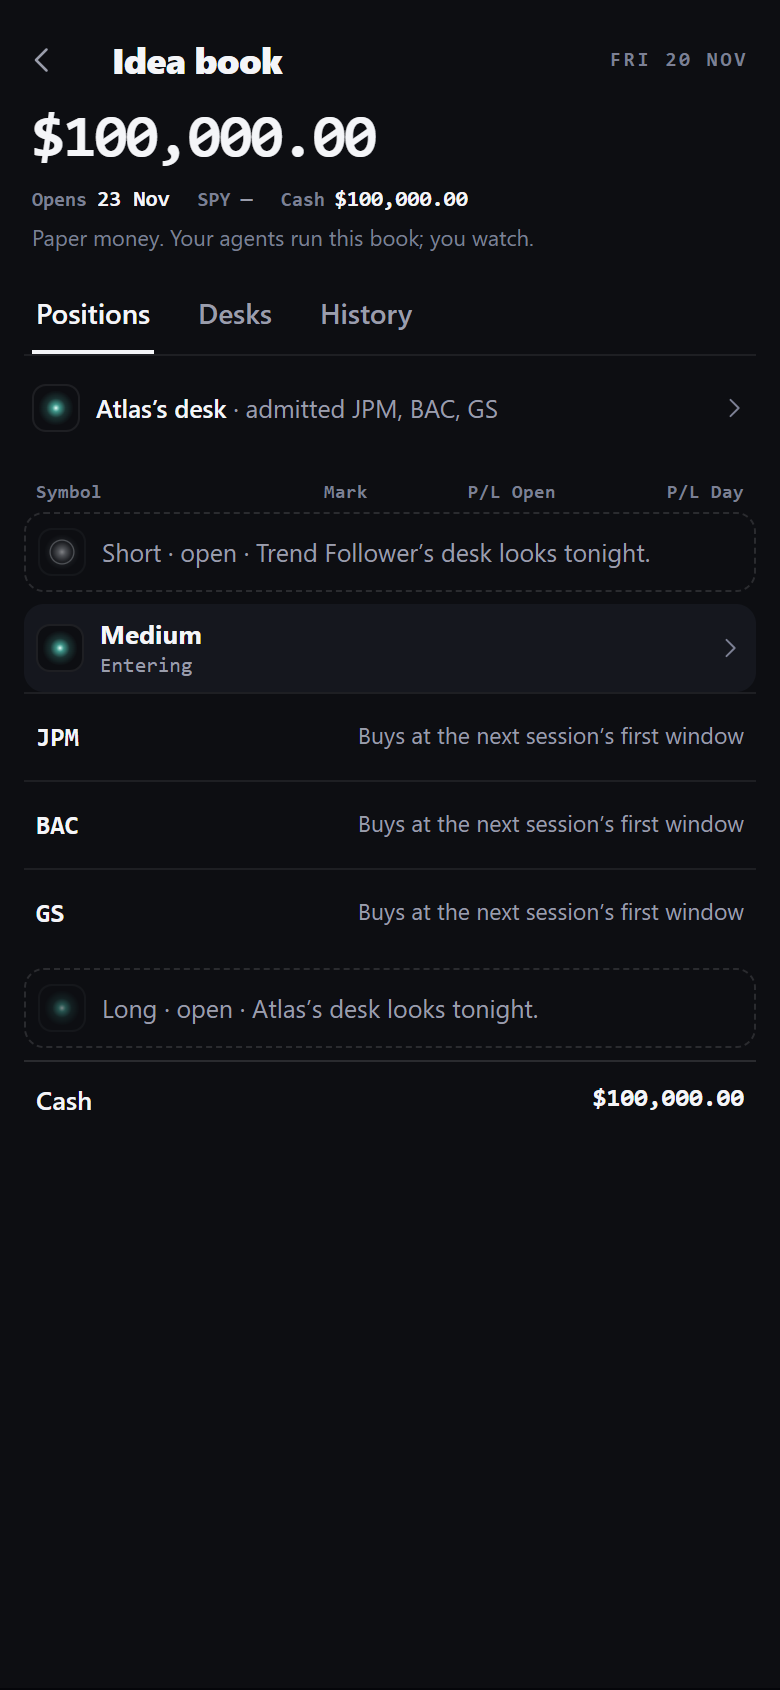 Idea book
FRI 20 NOV
$100,000.00
Opens 23 Nov SPY — Cash $100,000.00
Paper money. Your agents run this book; you watch.
Positions Desks History
Atlas’s desk · admitted JPM, BAC, GS
Symbol Mark P/L Open P/L Day
Short · open · Trend Follower’s desk looks tonight.
Medium
Entering
JPM Buys at the next session’s first window
BAC Buys at the next session’s first window
GS Buys at the next session’s first window
Long · open · Atlas’s desk looks tonight.
Cash $100,000.00